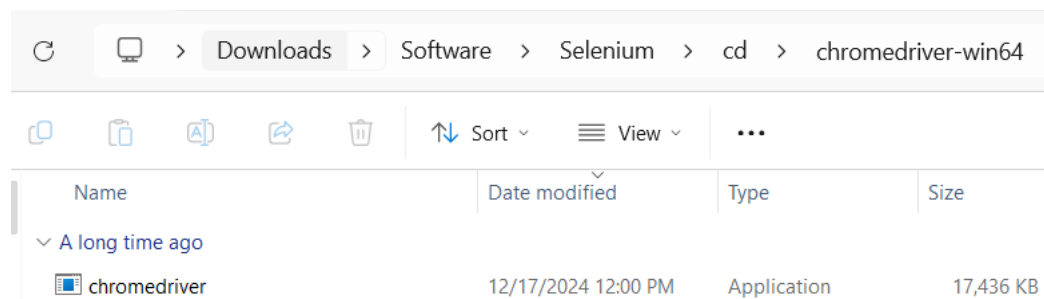 Downloads > Software > Selenium > cd > chromedriver-win64
Sort View
Name Date modified Type Size
A long time ago
chromedriver 12/17/2024 12:00 PM Application 17,436 KB